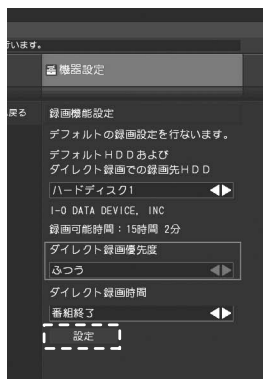 行います。
機器設定
戻る
録画機能設定
デフォルトの録画設定を行ないます。
デフォルトHDDおよび
ダイレクト録画での録画先HDD
ハードディスク1
I-O DATA DEVICE, INC
録画可能時間：15時間 2分
ダイレクト録画優先度
ふつう
ダイレクト録画時間
番組終了
設定